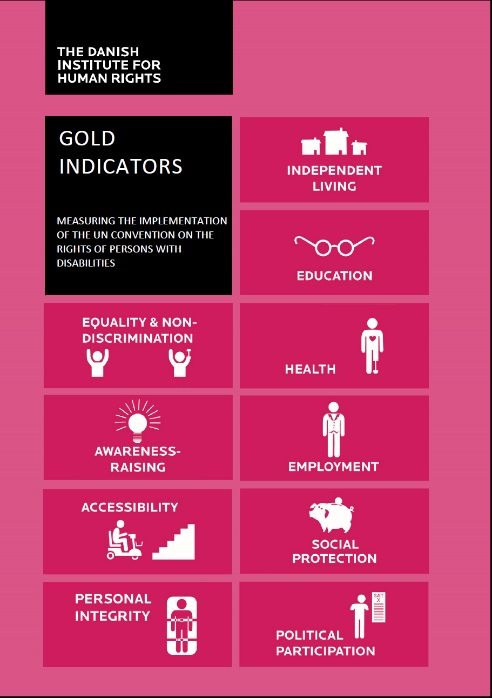 THE DANISH
INSTITUTE FOR
HUMAN RIGHTS
GOLD
INDICATORS
MEASURING THE IMPLEMENTATION
OF THE UN CONVENTION ON THE
RIGHTS OF PERSONS WITH
DISABILITIES
INDEPENDENT
LIVING
EDUCATION
EQUALITY & NON-
DISCRIMINATION
HEALTH
AWARENESS-
RAISING
EMPLOYMENT
ACCESSIBILITY
SOCIAL
PROTECTION
PERSONAL
INTEGRITY
POLITICAL
PARTICIPATION